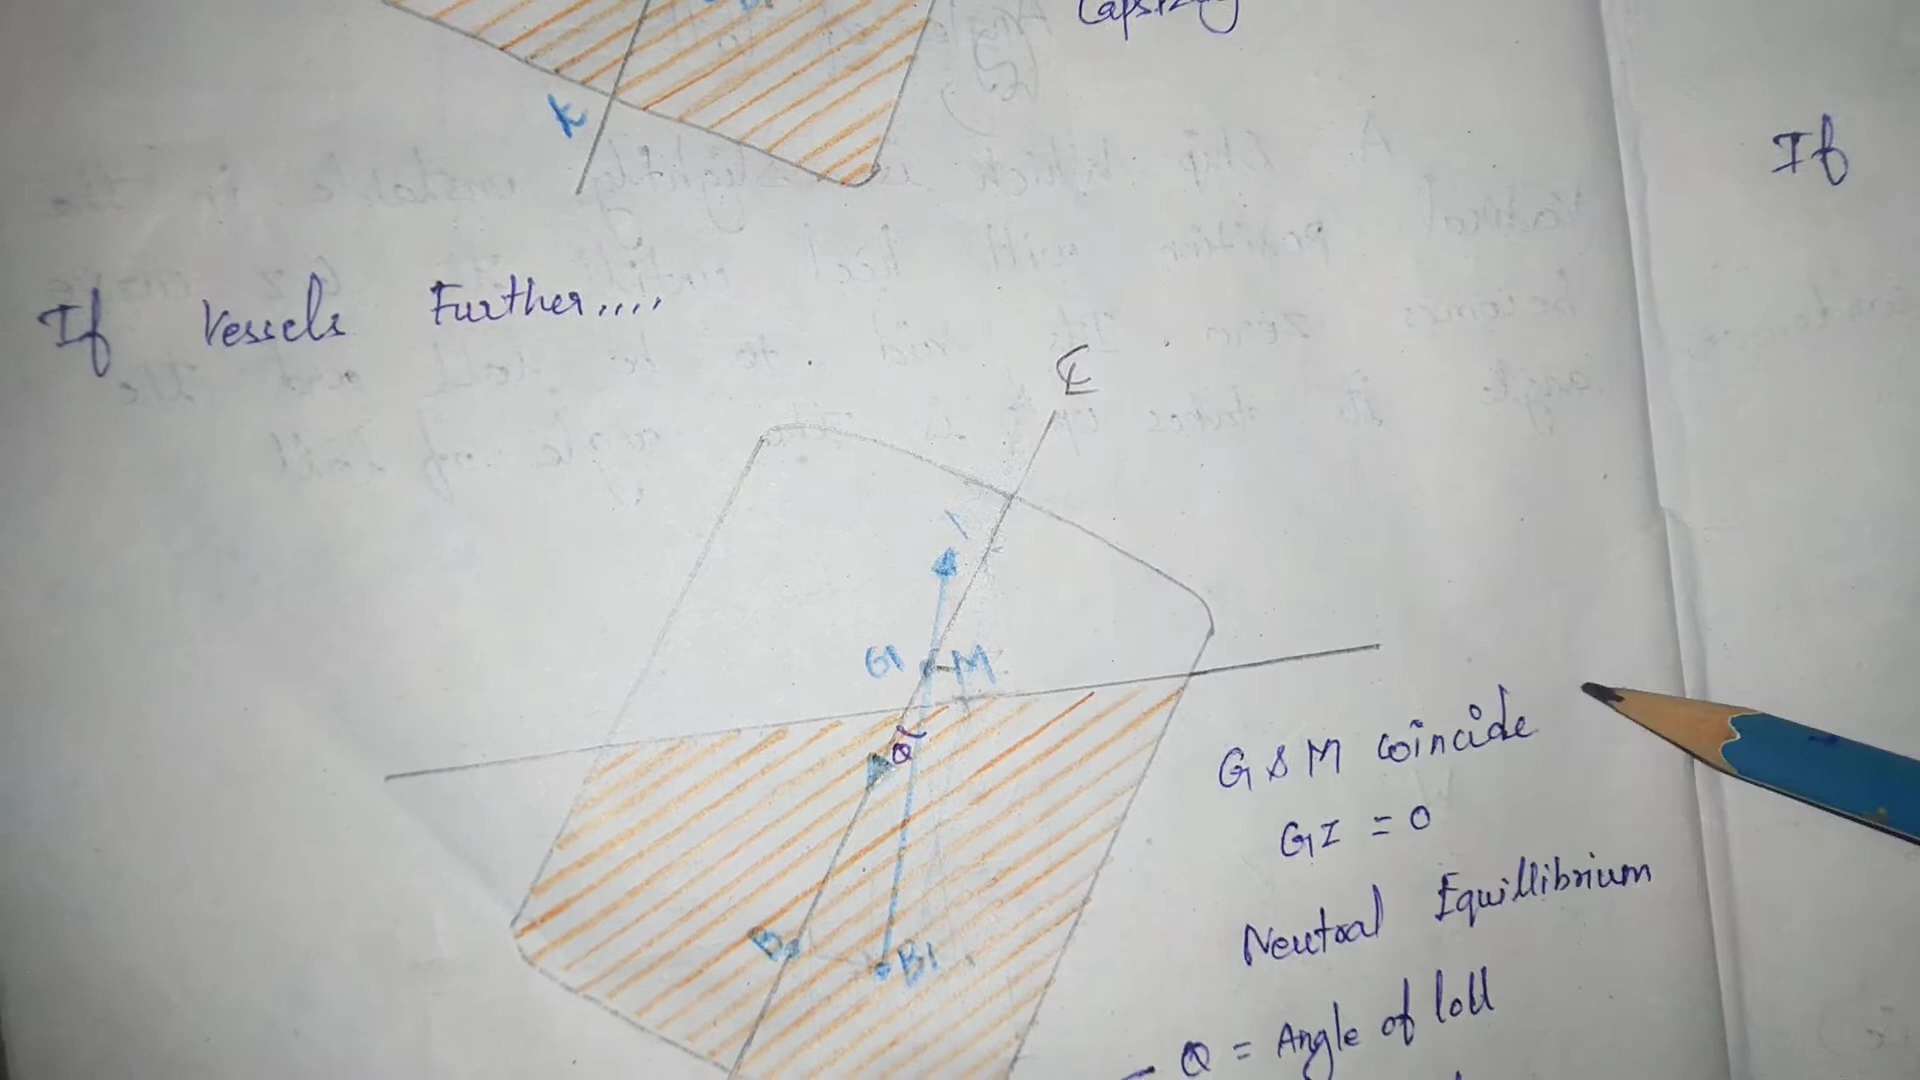 Capsizing
K
If
If Vessels Further....
G1 M
Q
B B1
G & M coincide
GZ = 0
Neutral Equillibrium
Q = Angle of loll